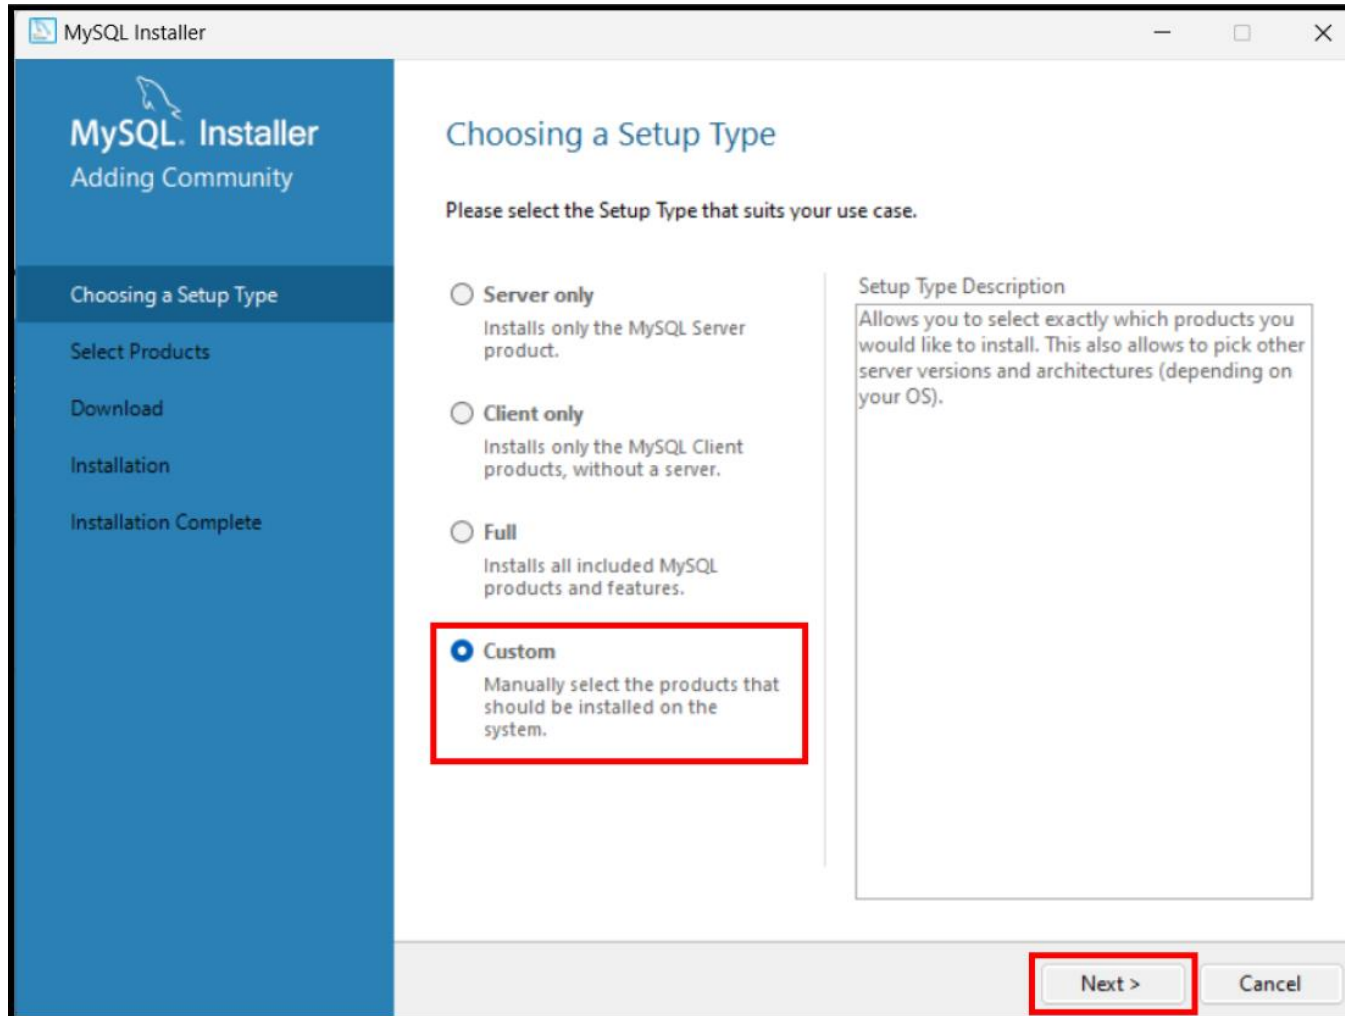 MySQL Installer
MySQL. Installer
Adding Community
Choosing a Setup Type
Select Products
Download
Installation
Installation Complete
Choosing a Setup Type
Please select the Setup Type that suits your use case.
Server only
Installs only the MySQL Server
product.
Client only
Installs only the MySQL Client
products, without a server.
Full
Installs all included MySQL
products and features.
Custom
Manually select the products that
should be installed on the
system.
Setup Type Description
Allows you to select exactly which products you
would like to install. This also allows to pick other
server versions and architectures (depending on
your OS).
Next >
Cancel